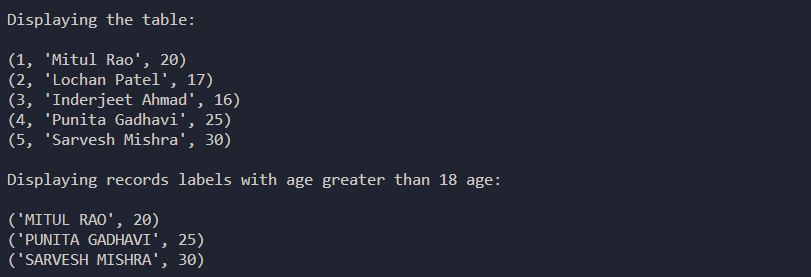 Displaying the table:
(1, 'Mitul Rao', 20)
(2, 'Lochan Patel', 17)
(3, 'Inderjeet Ahmad', 16)
(4, 'Punita Gadhavi', 25)
(5, 'Sarvesh Mishra', 30)
Displaying records labels with age greater than 18 age:
('MITUL RAO', 20)
('PUNITA GADHAVI', 25)
('SARVESH MISHRA', 30)